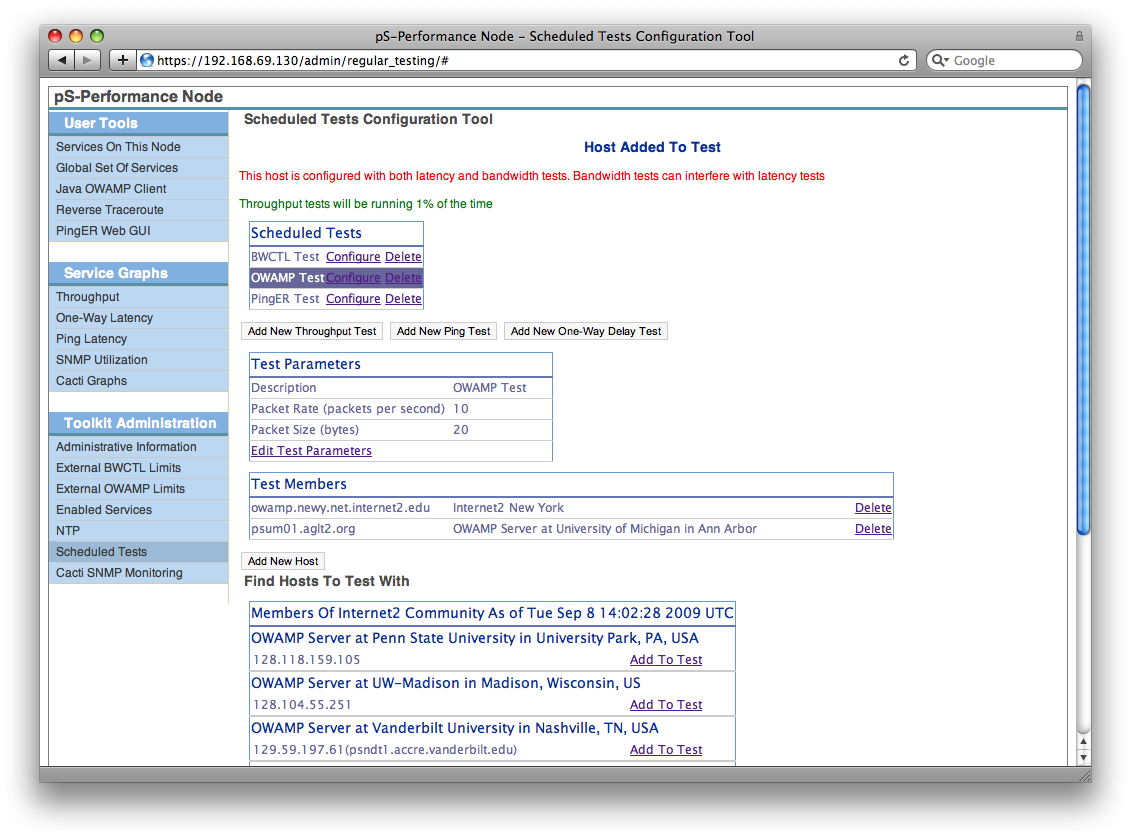 pS-Performance Node - Scheduled Tests Configuration Tool
https://192.168.69.130/admin/regular_testing/#
Google
pS-Performance Node
User Tools
Services On This Node
Global Set Of Services
Java OWAMP Client
Reverse Traceroute
PingER Web GUI
Service Graphs
Throughput
One-Way Latency
Ping Latency
SNMP Utilization
Cacti Graphs
Toolkit Administration
Administrative Information
External BWCTL Limits
External OWAMP Limits
Enabled Services
NTP
Scheduled Tests
Cacti SNMP Monitoring
Scheduled Tests Configuration Tool
Host Added To Test
This host is configured with both latency and bandwidth tests. Bandwidth tests can interfere with latency tests
Throughput tests will be running 1% of the time
Scheduled Tests
BWCTL Test Configure Delete
OWAMP Test Configure Delete
PingER Test Configure Delete
Add New Throughput Test Add New Ping Test Add New One-Way Delay Test
Test Parameters
Description OWAMP Test
Packet Rate (packets per second) 10
Packet Size (bytes) 20
Edit Test Parameters
Test Members
owamp.newy.net.internet2.edu Internet2 New York Delete
psum01.aglt2.org OWAMP Server at University of Michigan in Ann Arbor Delete
Add New Host
Find Hosts To Test With
Members Of Internet2 Community As of Tue Sep 8 14:02:28 2009 UTC
OWAMP Server at Penn State University in University Park, PA, USA
128.118.159.105 Add To Test
OWAMP Server at UW-Madison in Madison, Wisconsin, US
128.104.55.251 Add To Test
OWAMP Server at Vanderbilt University in Nashville, TN, USA
129.59.197.61(psndt1.accre.vanderbilt.edu) Add To Test